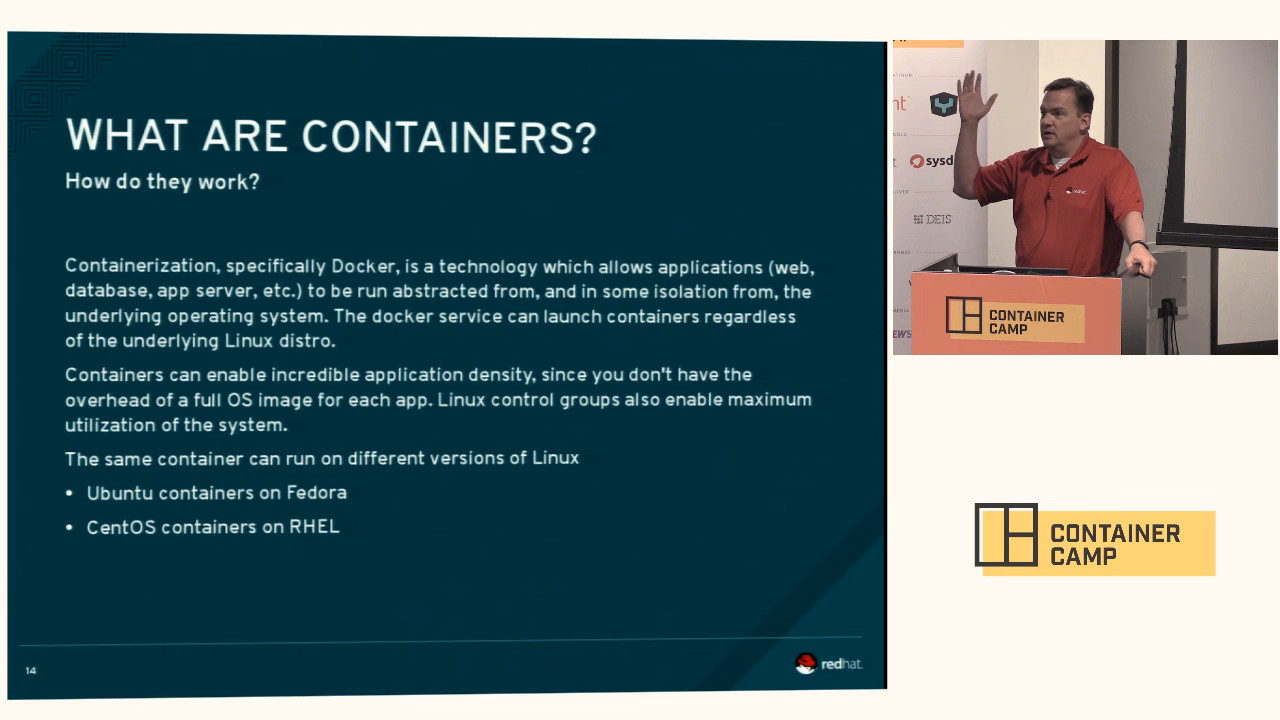 WHAT ARE CONTAINERS?
How do they work?
Containerization, specifically Docker, is a technology which allows applications (web,
database, app server, etc.) to be run abstracted from, and in some isolation from, the
underlying operating system. The docker service can launch containers regardless
of the underlying Linux distro.
Containers can enable incredible application density, since you don't have the
overhead of a full OS image for each app. Linux control groups also enable maximum
utilization of the system.
The same container can run on different versions of Linux
• Ubuntu containers on Fedora
• CentOS containers on RHEL
14
redhat.
sysd
DEIS
redhat
CONTAINER
CAMP
CONTAINER
CAMP